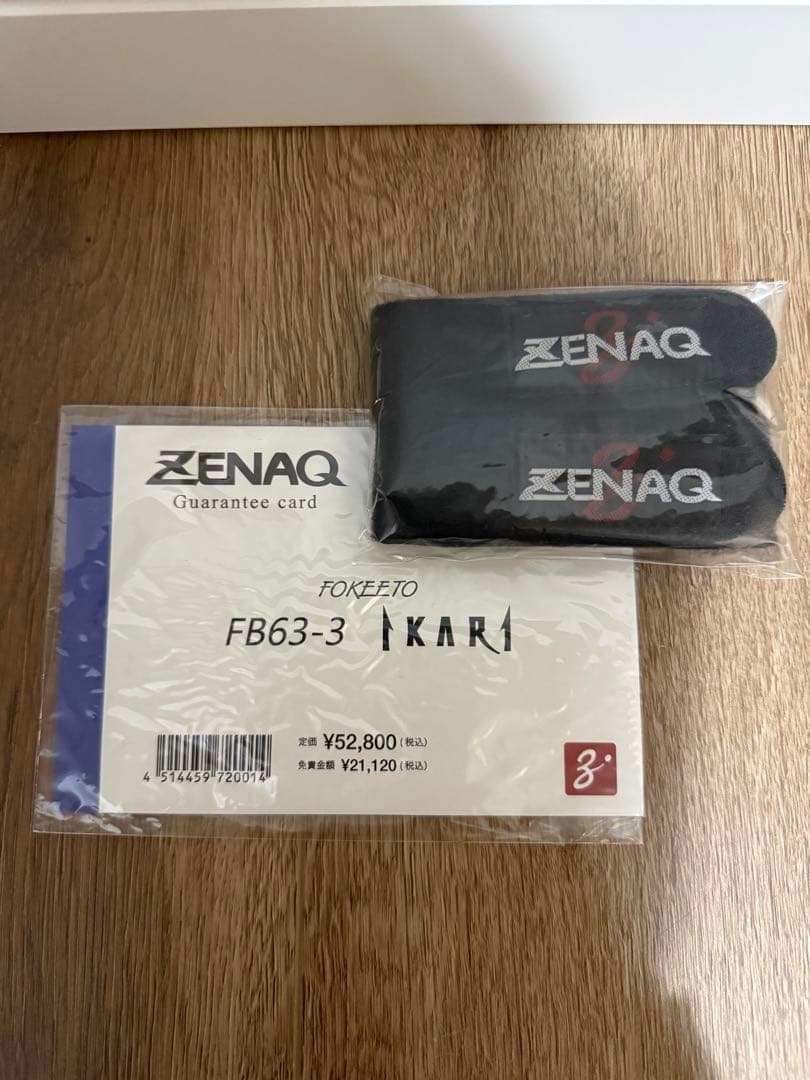 ZENAQ
ZENAQ
ZENAQ
Guarantee card
FOKEETO
FB63-3 IKARI
定価 ¥52,800(税込)
免責金額 ¥21,120(税込)
4 514459 720014